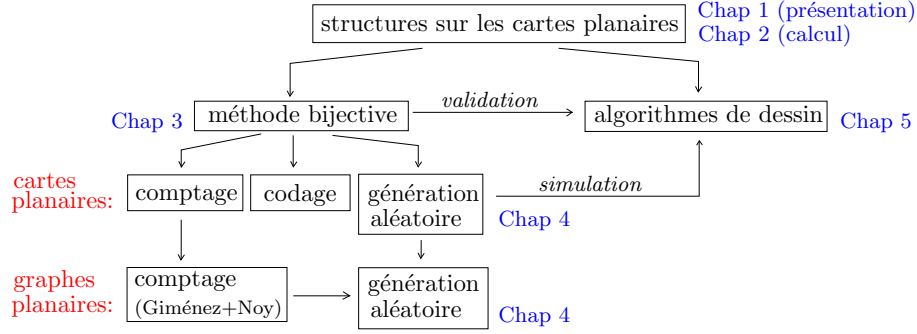 structures sur les cartes planaires
Chap 1 (présentation)
Chap 2 (calcul)
Chap 3
méthode bijective
validation
algorithmes de dessin
Chap 5
cartes
planaires:
comptage
codage
génération
aléatoire
simulation
Chap 4
graphes
planaires:
comptage
(Giménez+Noy)
génération
aléatoire
Chap 4